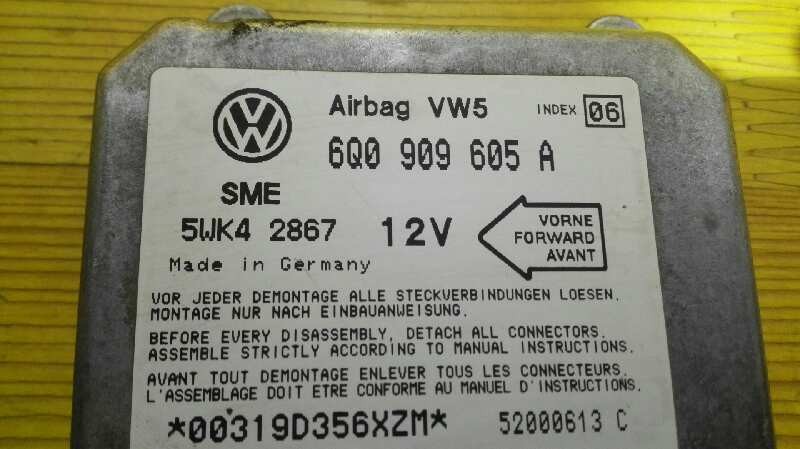 Airbag VW5 INDEX 06
6Q0 909 605 A
SME
5WK4 2867 12V
VORNE
FORWARD
AVANT
Made in Germany
VOR JEDER DEMONTAGE ALLE STECKVERBINDUNGEN LOESEN.
MONTAGE NUR NACH EINBAUANWEISUNG.
BEFORE EVERY DISASSEMBLY, DETACH ALL CONNECTORS.
ASSEMBLE STRICTLY ACCORDING TO MANUAL INSTRUCTIONS.
AVANT TOUT DEMONTAGE ENLEVER TOUS LES CONNECTEURS.
L'ASSEMBLAGE DOIT ETRE CONFORME AU MANUEL D'INSTRUCTIONS.
*00319D356XZM* 52000613 C